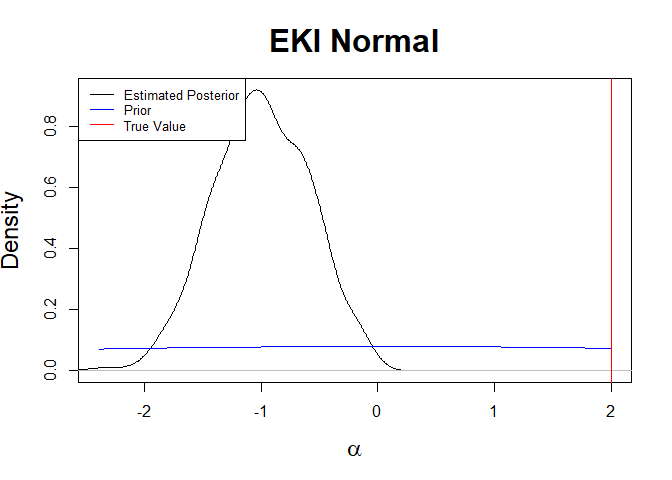 EKI Normal
Estimated Posterior
Prior
True Value
Density
0.0
0.2
0.4
0.6
0.8
-2
-1
0
1
2
α